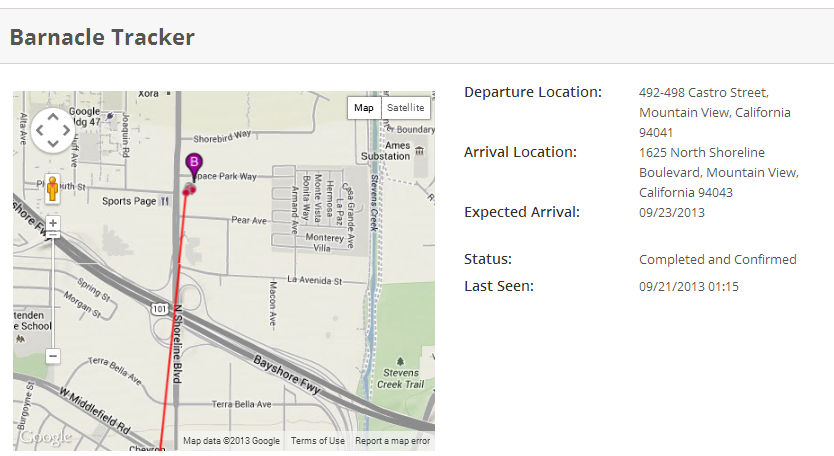 Barnacle Tracker
Xora
Google
ldg 47
Alta Ave
Huff Ave
Joaquin Rd
Shorebird Way
Boundary
Ames
Substation
B
Space Park Way
Sports Page
Pear Ave
Armand Ave
Bonita Way
Monte Vista
Hermosa
La Paz
Casa Grande Ave
Monterey
Villa
Stevens Creek
La Avenida St
Macon Ave
Spring St
Morgan St
101
N Shoreline Blvd
tenden
e School
Bayshore Fwy
yshore Fwy
Stevens
Creek Trail
Terra Bella Ave
Terra Bella Ave
W Middlefield Rd
Burgoyne St
Chevron
Google
Map
Satellite
Map data ©2013 Google
Terms of Use
Report a map error
Departure Location:
492-498 Castro Street,
Mountain View, California
94041
Arrival Location:
1625 North Shoreline
Boulevard, Mountain View,
California 94043
Expected Arrival:
09/23/2013
Status:
Completed and Confirmed
Last Seen:
09/21/2013 01:15